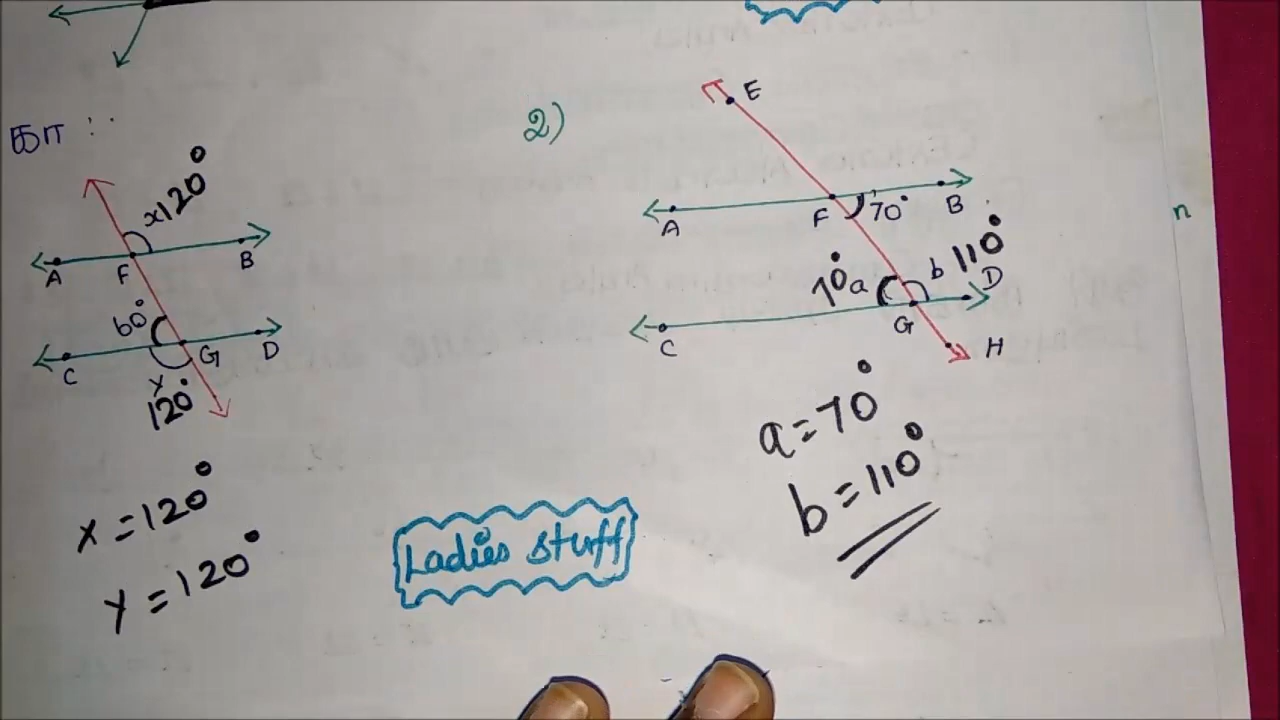 கா :.
x120°
A
F
B
60°
C
G
D
y
120°
x = 120°
y = 120°
2)
E
A
F
70°
B
70° a
b 110°
C
G
D
H
a = 70°
b = 110°
Ladies stuff
n